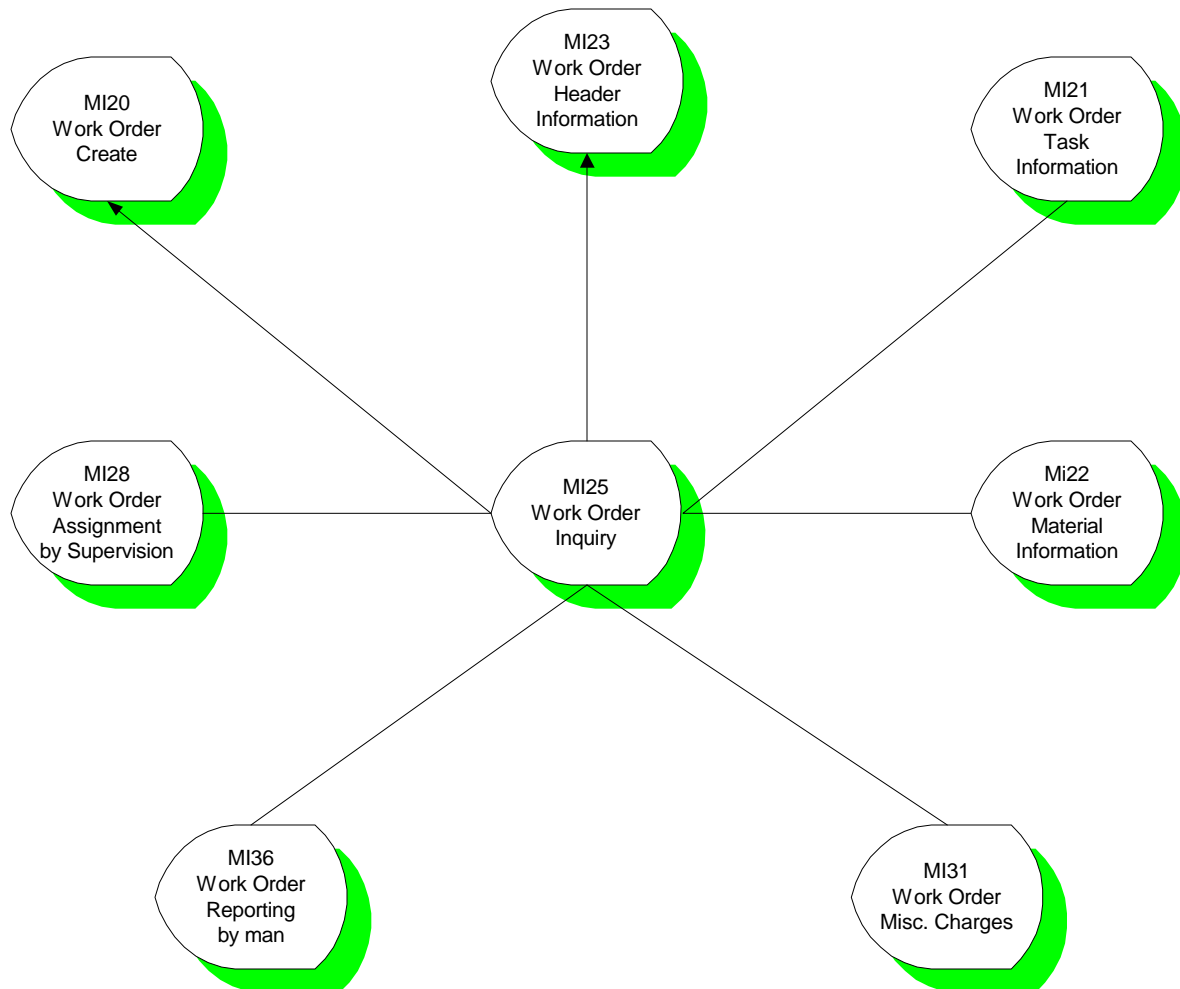 MI23
Work Order
Header
Information
MI20
Work Order
Create
MI21
Work Order
Task
Information
MI28
Work Order
Assignment
by Supervision
MI25
Work Order
Inquiry
Mi22
Work Order
Material
Information
MI36
Work Order
Reporting
by man
MI31
Work Order
Misc. Charges